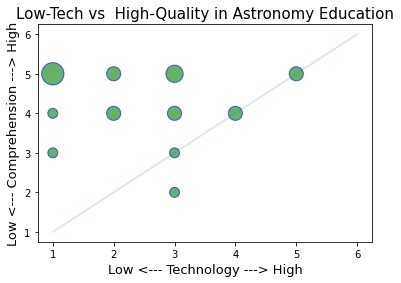 Low-Tech vs  High-Quality in Astronomy Education
Low <--- Comprehension ---> High
6
5
4
3
2
1
1 2 3 4 5 6
Low <--- Technology ---> High